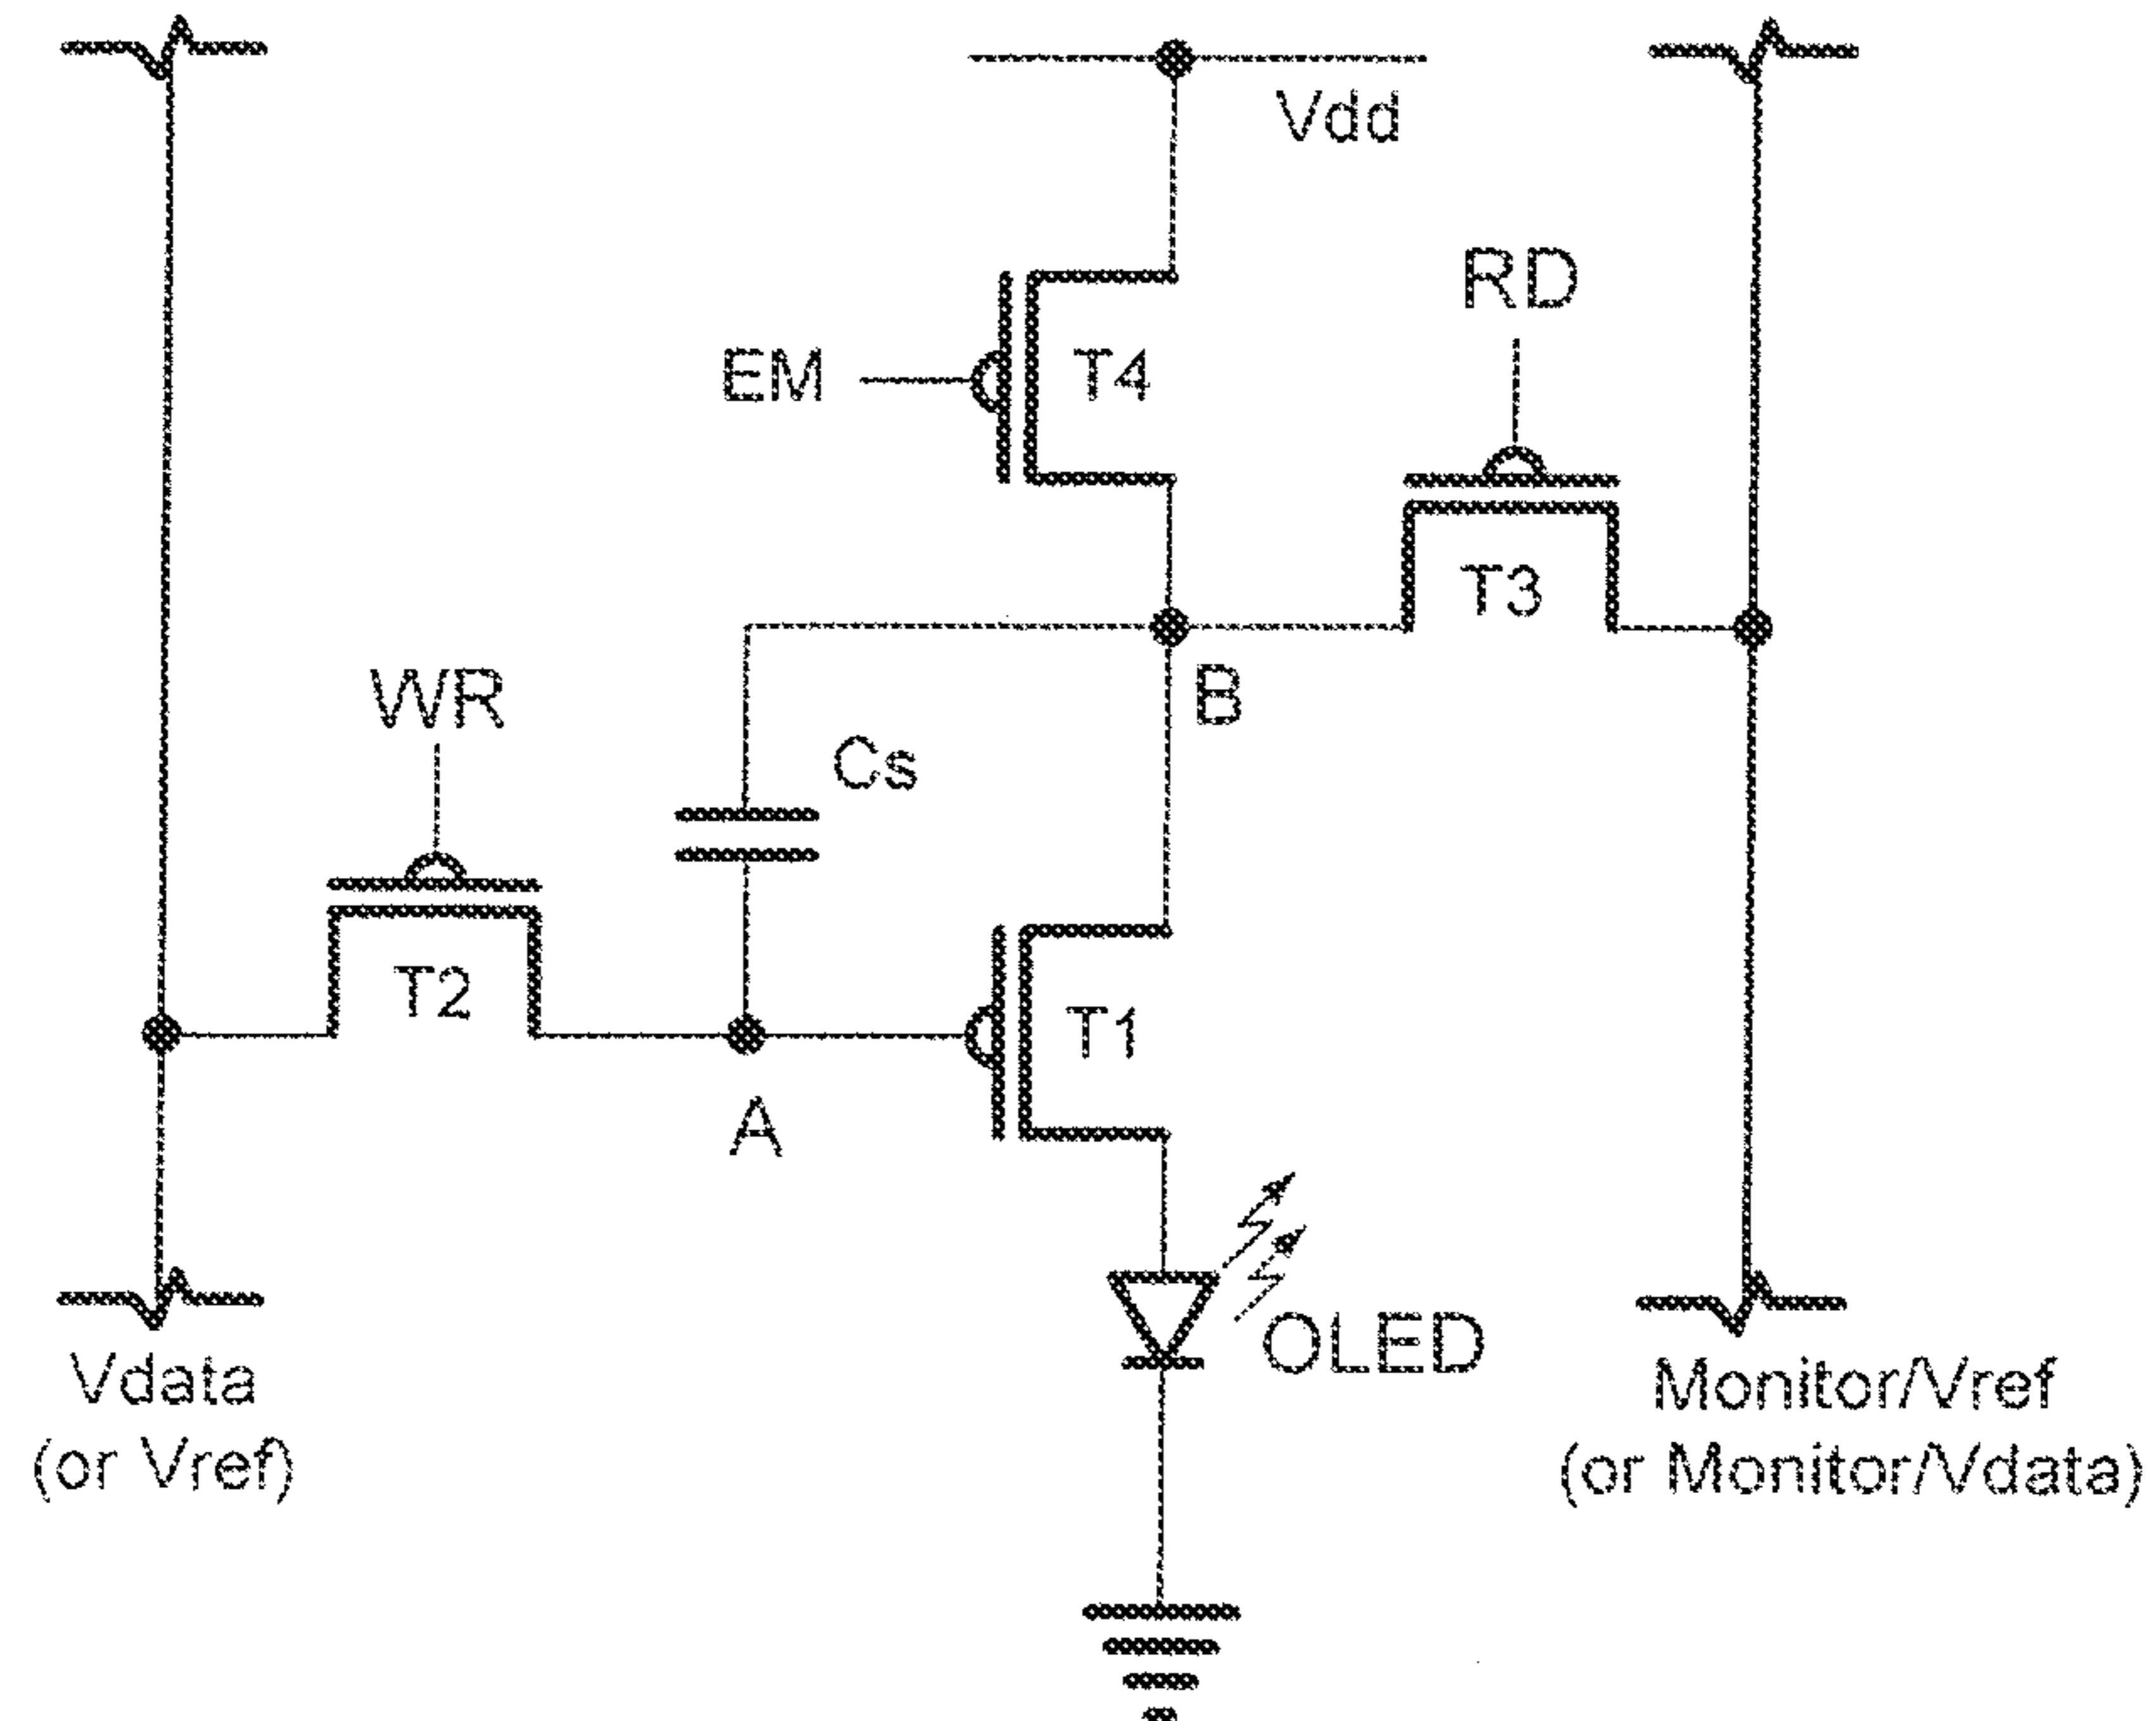 Vdd
RD
EM
T4
T3
WR
B
Cs
T2
T1
A
OLED
Vdata
(or Vref)
Monitor/Vref
(or Monitor/Vdata)